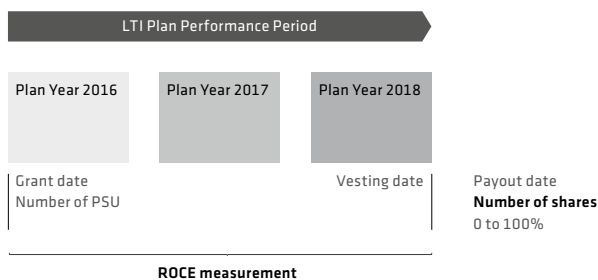 LTI Plan Performance Period
Plan Year 2016
Plan Year 2017
Plan Year 2018
Grant date
Number of PSU
Vesting date
Payout date
Number of shares
0 to 100%
ROCE measurement